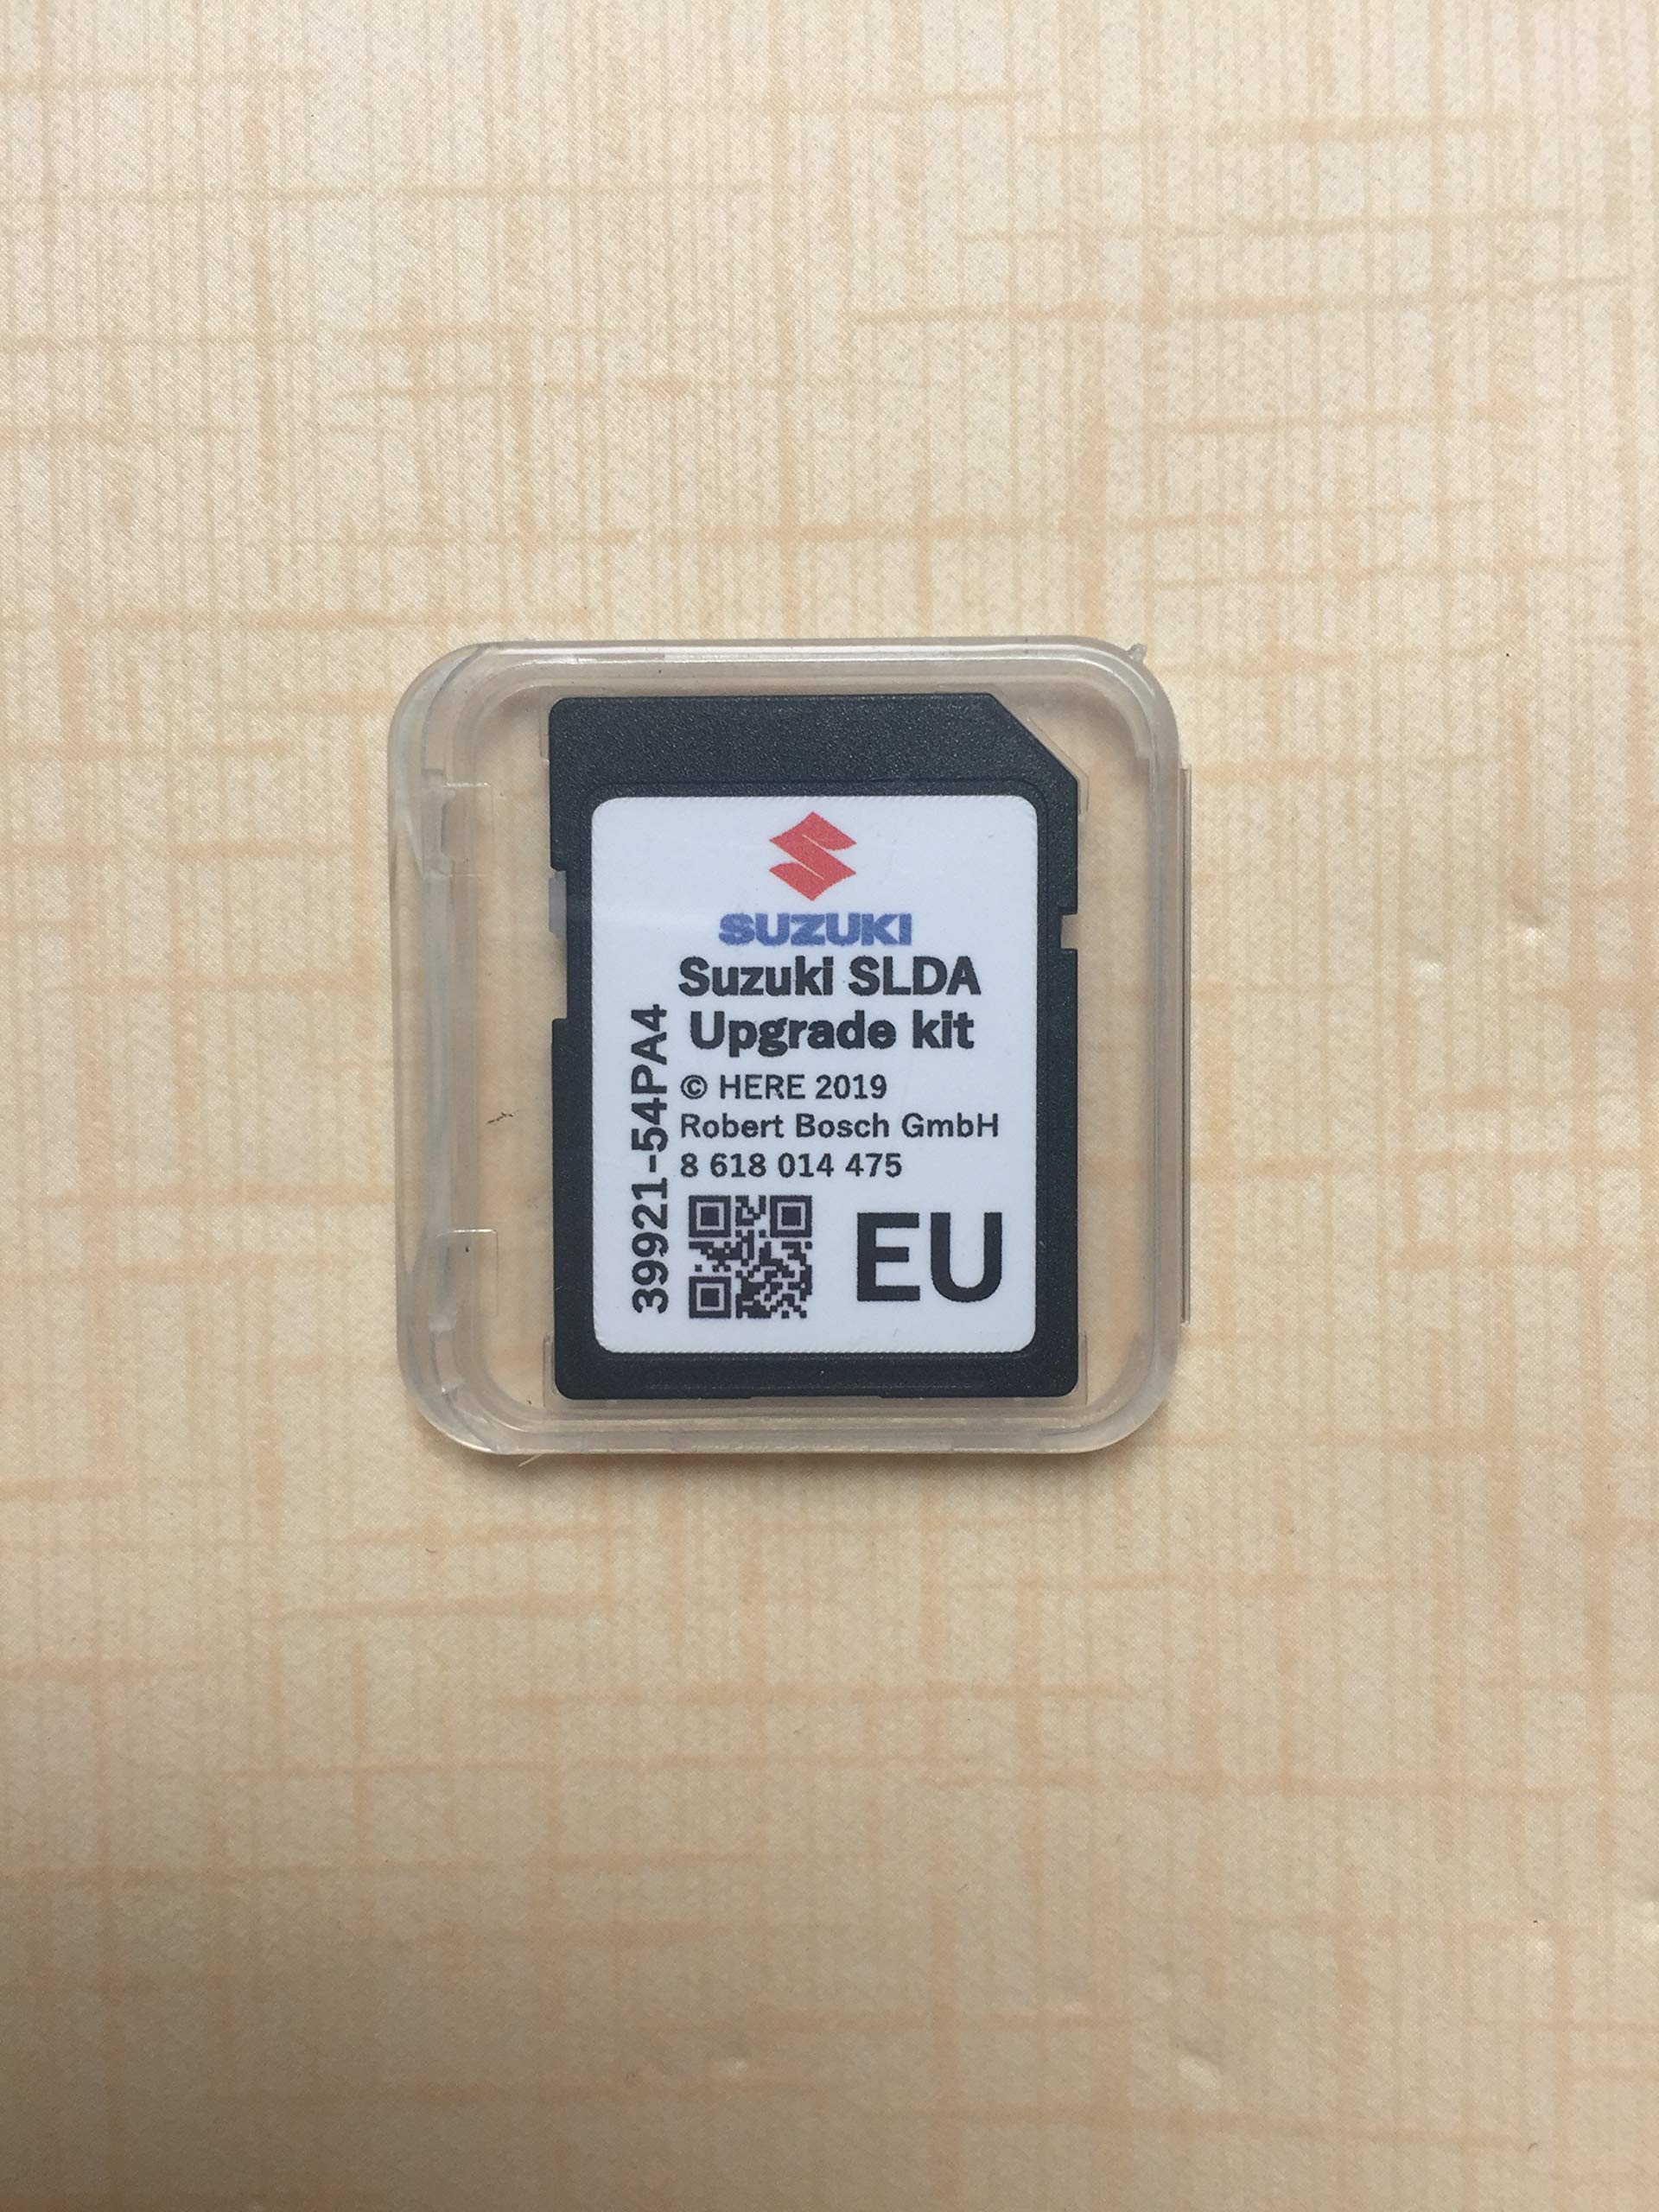 SUZUKI
Suzuki SLDA
Upgrade kit
© HERE 2019
Robert Bosch GmbH
8 618 014 475
EU
39921-54PA4